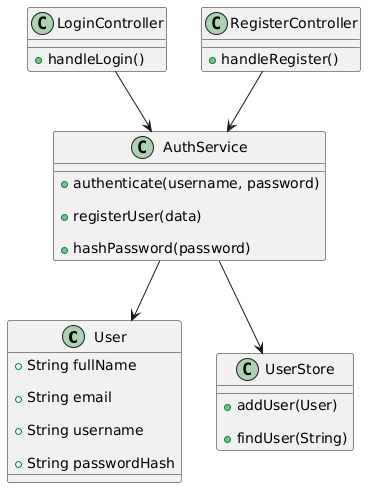 C LoginController
handleLogin()
C RegisterController
handleRegister()
C AuthService
authenticate(username, password)
registerUser(data)
hashPassword(password)
C User
String fullName
String email
String username
String passwordHash
C UserStore
addUser(User)
findUser(String)